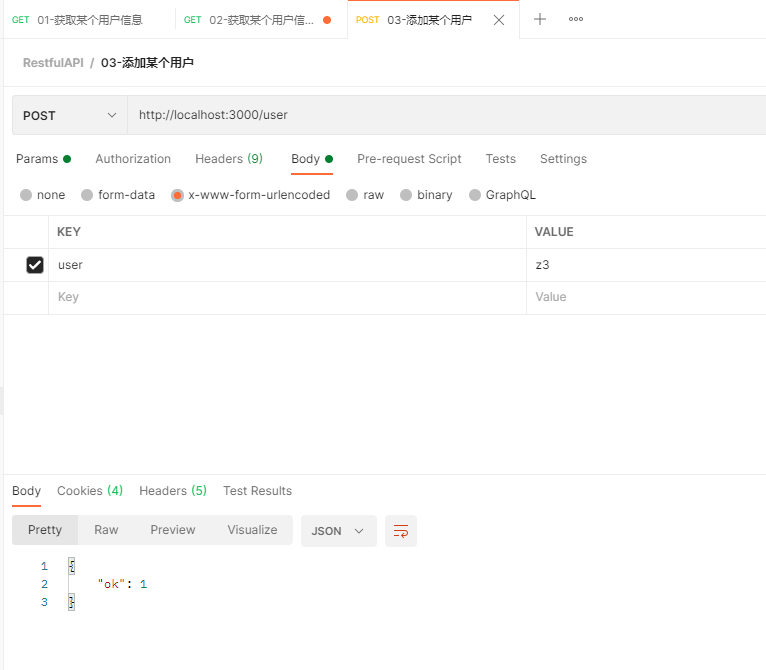 GET 01-获取某个用户信息 GET 02-获取某个用户信... POST 03-添加某个用户
RestfulAPI / 03-添加某个用户
POST http://localhost:3000/user
Params Authorization Headers (9) Body Pre-request Script Tests Settings
none form-data x-www-form-urlencoded raw binary GraphQL
KEY VALUE
user z3
Key Value
Body Cookies (4) Headers (5) Test Results
Pretty Raw Preview Visualize JSON
1 {
2 "ok": 1
3 }